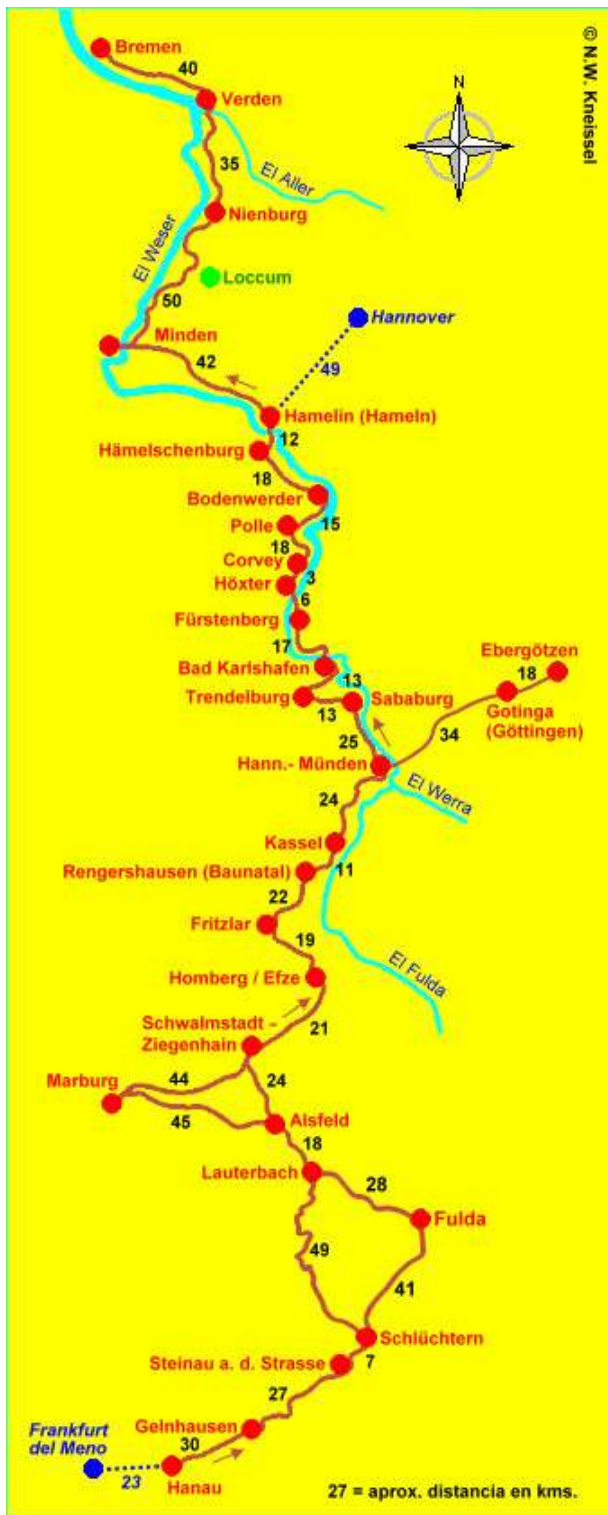 © N.W. Kneissel
Bremen
40
Verden
N
35
El Aller
Nienburg
El Weser
Loccum
50
Hannover
Minden
42
49
Hamelin (Hameln)
12
Hämelschenburg
18
Bodenwerder
15
Polle
18
Corvey
3
Höxter
6
Fürstenberg
17
Ebergötzen
Bad Karlshafen
18
13
Trendelburg
Sababurg
Gotinga
(Göttingen)
13
34
25
Hann.- Münden
El Werra
24
Kassel
Rengershausen (Baunatal)
11
22
Fritzlar
19
El Fulda
Homberg / Efze
Schwalmstadt -
Ziegenhain
21
Marburg
44
24
45
Alsfeld
18
Lauterbach
28
Fulda
49
41
Schlüchtern
Steinau a. d. Strasse
7
27
Gelnhausen
Frankfurt
del Meno
30
23
Hanau
27 = aprox. distancia en kms.